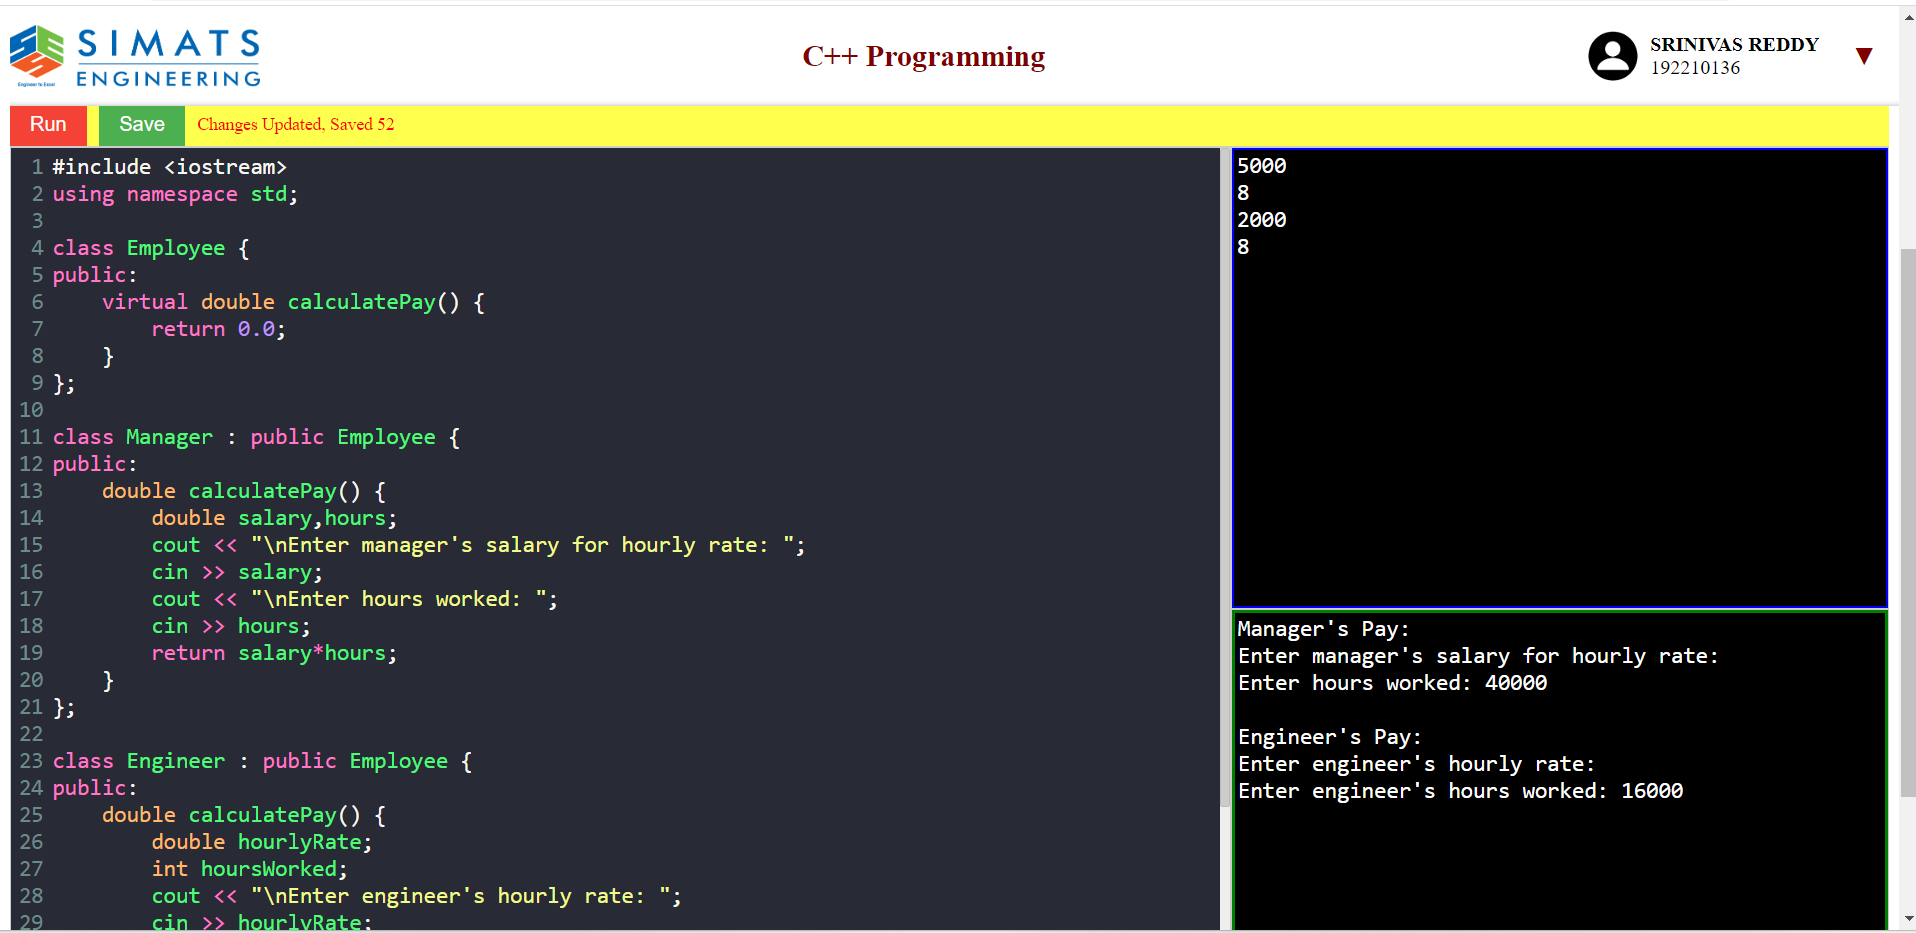 SIMATS
ENGINEERING
Engineer to Excel
C++ Programming
SRINIVAS REDDY
192210136
▼
Run
Save
Changes Updated, Saved 52
1 #include <iostream>
2 using namespace std;
3
4 class Employee {
5 public:
6     virtual double calculatePay() {
7         return 0.0;
8     }
9 };
10
11 class Manager : public Employee {
12 public:
13     double calculatePay() {
14         double salary,hours;
15         cout << "\nEnter manager's salary for hourly rate: ";
16         cin >> salary;
17         cout << "\nEnter hours worked: ";
18         cin >> hours;
19         return salary*hours;
20     }
21 };
22
23 class Engineer : public Employee {
24 public:
25     double calculatePay() {
26         double hourlyRate;
27         int hoursWorked;
28         cout << "\nEnter engineer's hourly rate: ";
29         cin >> hourlyRate;
5000
8
2000
8
Manager's Pay:
Enter manager's salary for hourly rate:
Enter hours worked: 40000

Engineer's Pay:
Enter engineer's hourly rate:
Enter engineer's hours worked: 16000